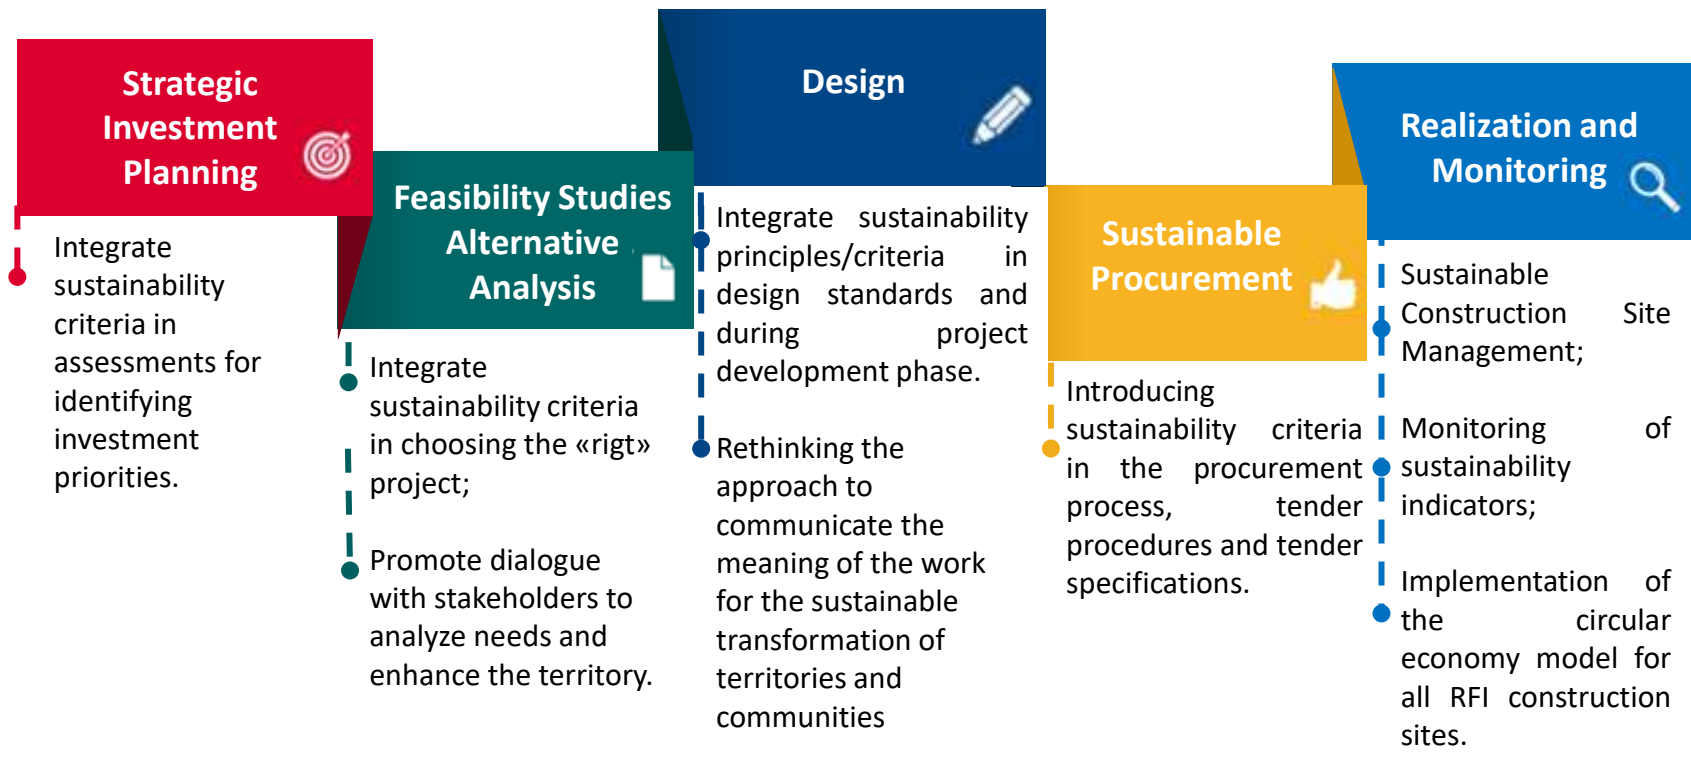 Strategic
Investment
Planning
Integrate
sustainability
criteria in
assessments for
identifying
investment
priorities.
Feasibility Studies
Alternative
Analysis
Integrate
sustainability criteria
in choosing the «rigt»
project;
Promote dialogue
with stakeholders to
analyze needs and
enhance the territory.
Design
Integrate sustainability
principles/criteria in
design standards and
during project
development phase.
Rethinking the
approach to
communicate the
meaning of the work
for the sustainable
transformation of
territories and
communities
Sustainable
Procurement
Introducing
sustainability criteria
in the procurement
process, tender
procedures and tender
specifications.
Realization and
Monitoring
Sustainable
Construction Site
Management;
Monitoring of
sustainability
indicators;
Implementation of
the circular
economy model for
all RFI construction
sites.